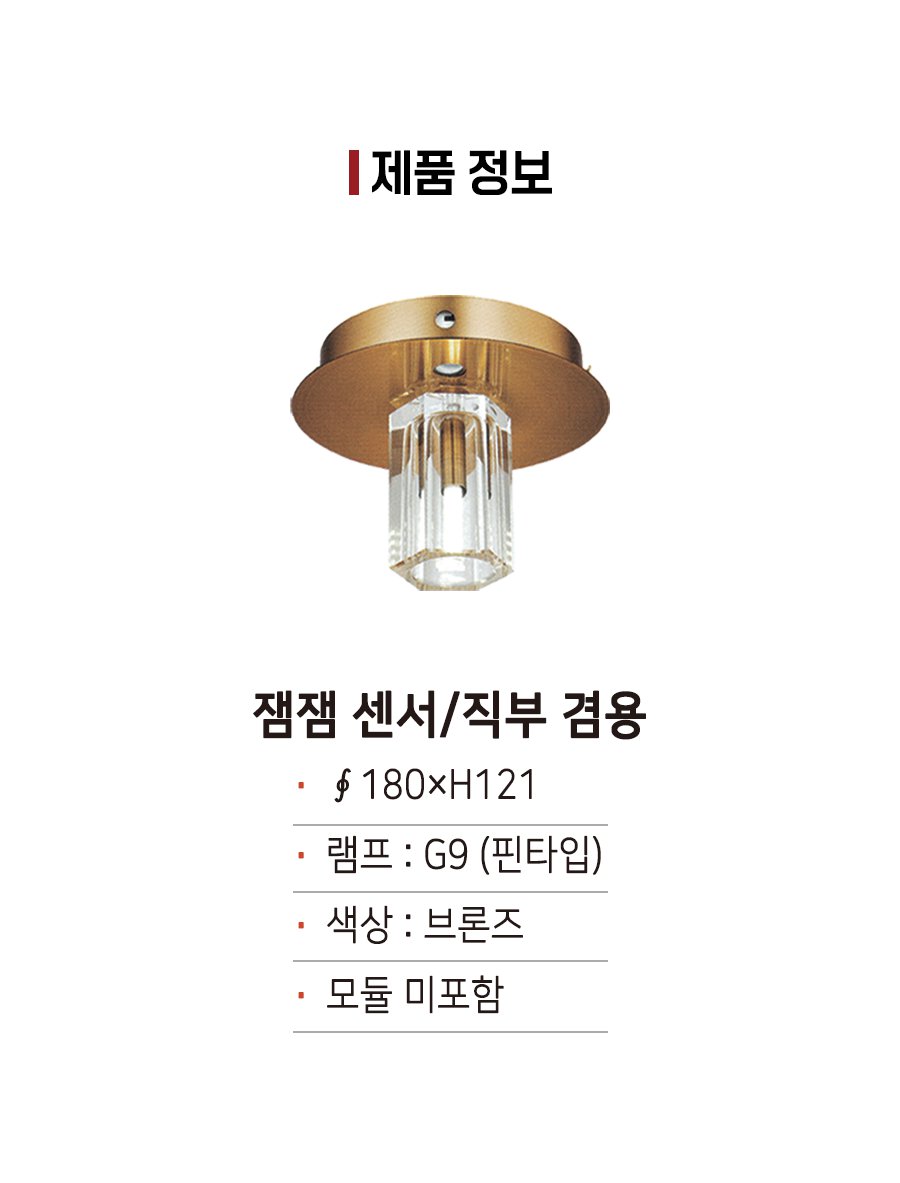 제품 정보
잼잼 센서/직부 겸용
· ∮ 180×H121
· 램프 : G9 (핀타입)
· 색상 : 브론즈
· 모듈 미포함